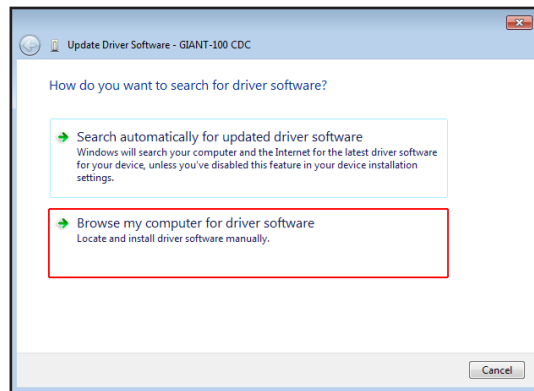 Update Driver Software - GIANT-100 CDC
How do you want to search for driver software?
Search automatically for updated driver software
Windows will search your computer and the Internet for the latest driver software
for your device, unless you've disabled this feature in your device installation
settings.
Browse my computer for driver software
Locate and install driver software manually.
Cancel